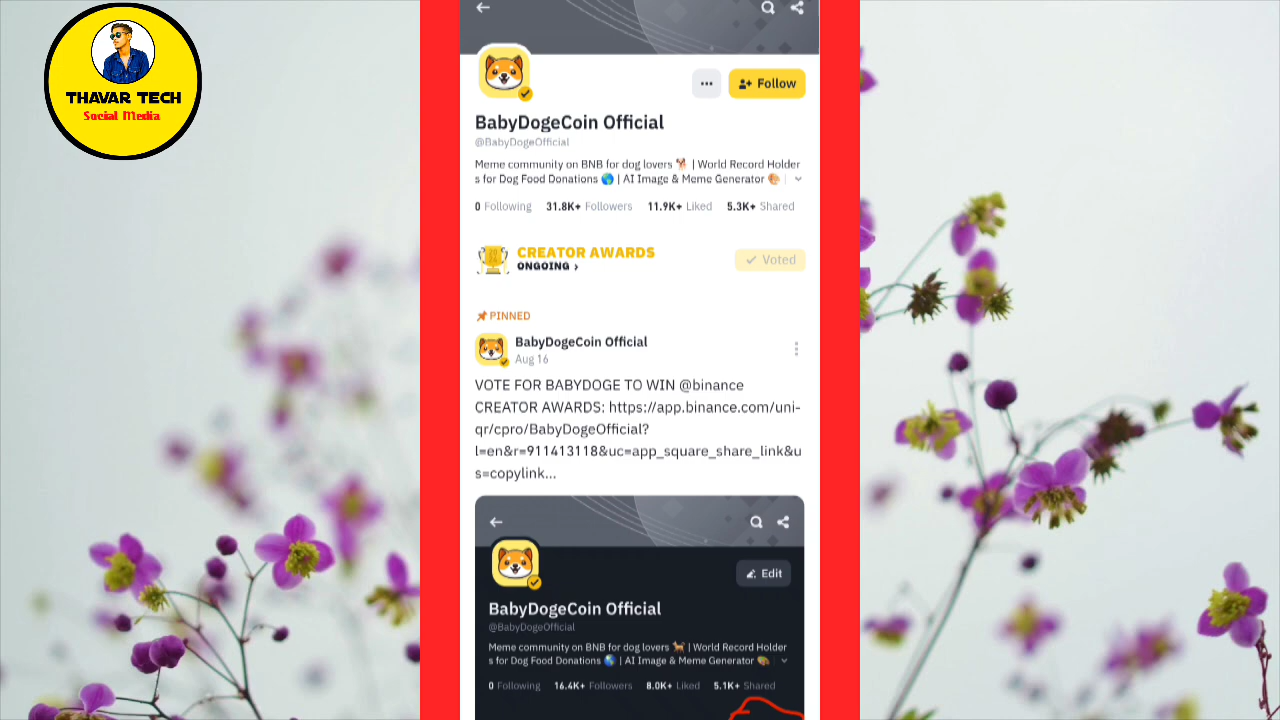 THAVAR TECH
Social Media
Follow
BabyDogeCoin Official
@BabyDogeOfficial
Meme community on BNB for dog lovers 🐕 | World Record Holder
s for Dog Food Donations 🌎 | AI Image & Meme Generator 🎨 |
0 Following 31.8K+ Followers 11.9K+ Liked 5.3K+ Shared
CREATOR AWARDS
ONGOING >
Voted
PINNED
BabyDogeCoin Official
Aug 16
VOTE FOR BABYDOGE TO WIN @binance
CREATOR AWARDS: https://app.binance.com/uni-
qr/cpro/BabyDogeOfficial?
l=en&r=911413118&uc=app_square_share_link&u
s=copylink...
Edit
BabyDogeCoin Official
@BabyDogeOfficial
Meme community on BNB for dog lovers 🐕 | World Record Holder
s for Dog Food Donations 🌎 | AI Image & Meme Generator 🎨
0 Following 16.4K+ Followers 8.0K+ Liked 5.1K+ Shared